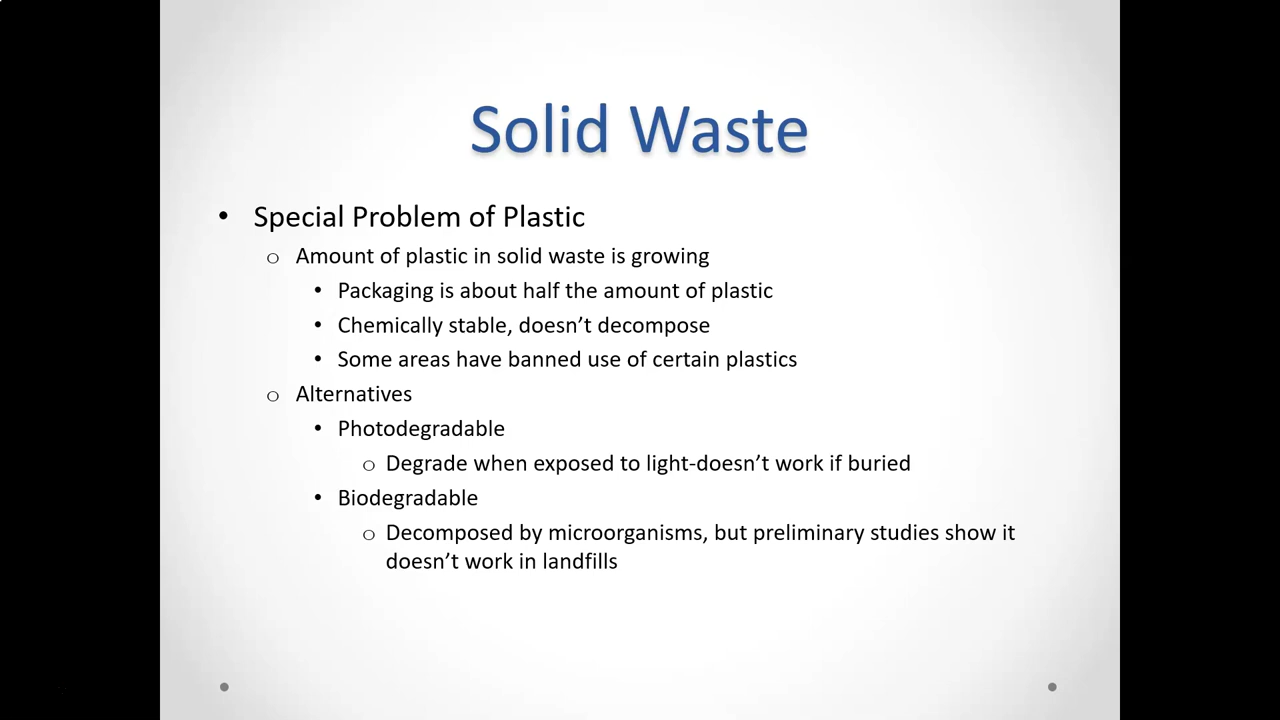 Solid Waste
• Special Problem of Plastic
o Amount of plastic in solid waste is growing
• Packaging is about half the amount of plastic
• Chemically stable, doesn’t decompose
• Some areas have banned use of certain plastics
o Alternatives
• Photodegradable
o Degrade when exposed to light-doesn’t work if buried
• Biodegradable
o Decomposed by microorganisms, but preliminary studies show it
doesn’t work in landfills